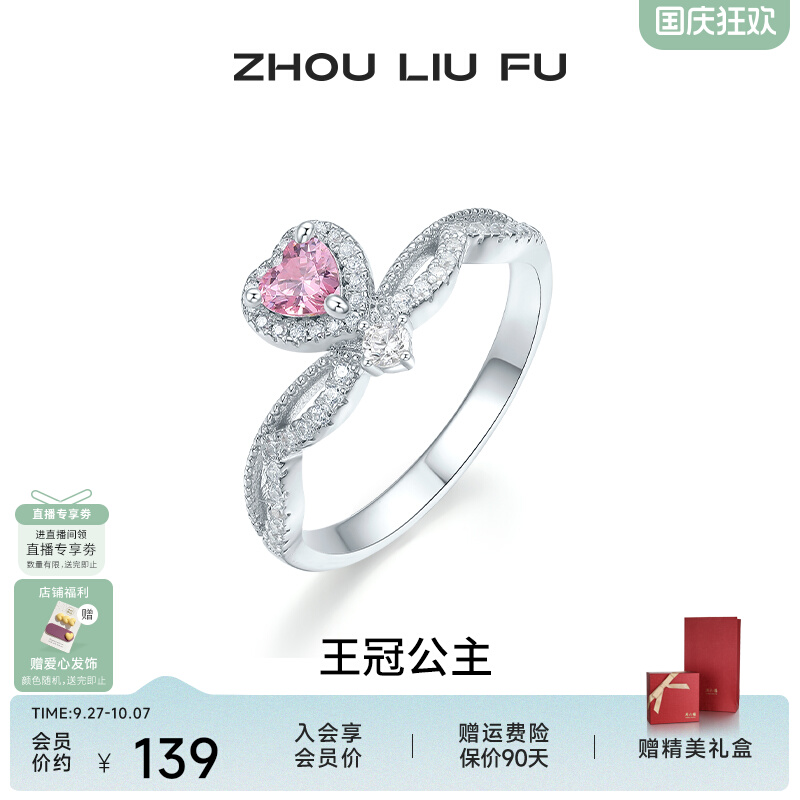 国庆狂欢
ZHOU LIU FU
直播专享券
进直播间领
直播专享券
数量有限,送完即止
店铺福利
赠
赠爱心发饰
颜色随机,送完即止
王冠公主
TIME:9.27-10.07
会员
价约
¥ 139
入会享
会员价
赠运费险
保价90天
赠精美礼盒